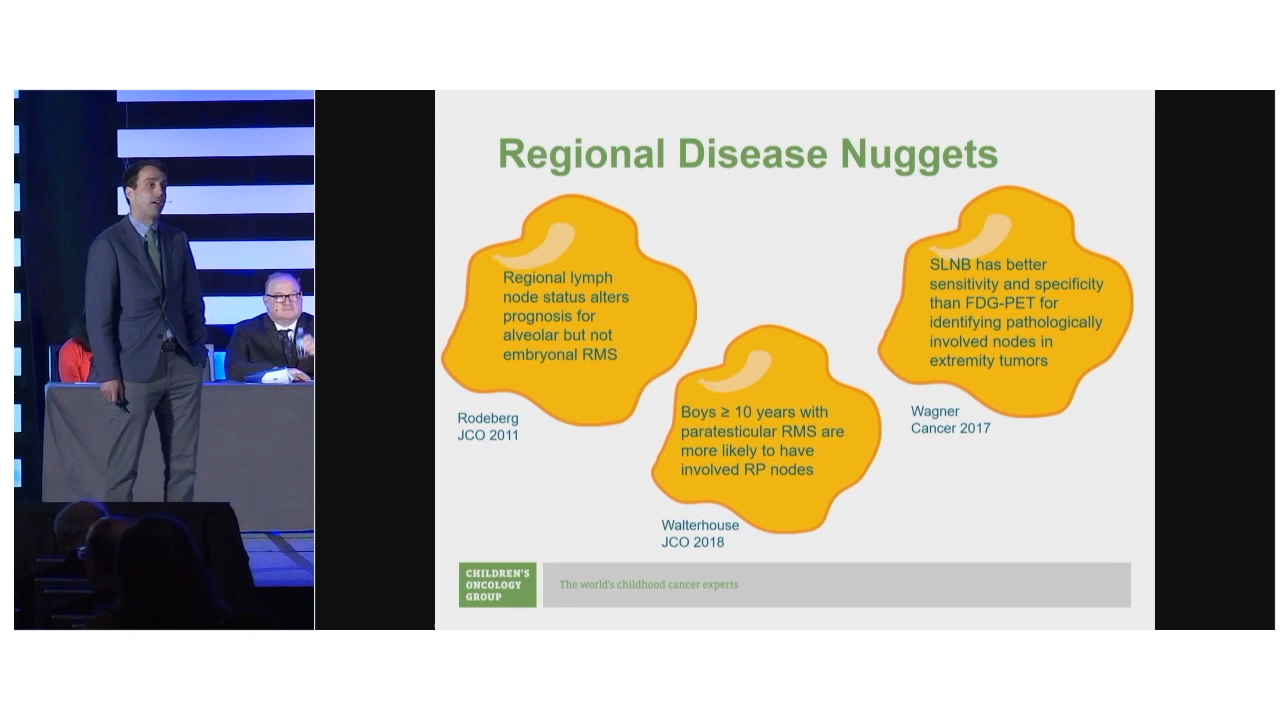 Regional Disease Nuggets
Regional lymph
node status alters
prognosis for
alveolar but not
embryonal RMS
Rodeberg
JCO 2011
Boys ≥ 10 years with
paratesticular RMS are
more likely to have
involved RP nodes
Walterhouse
JCO 2018
SLNB has better
sensitivity and specificity
than FDG-PET for
identifying pathologically
involved nodes in
extremity tumors
Wagner
Cancer 2017
CHILDREN'S
ONCOLOGY
GROUP
The world's childhood cancer experts